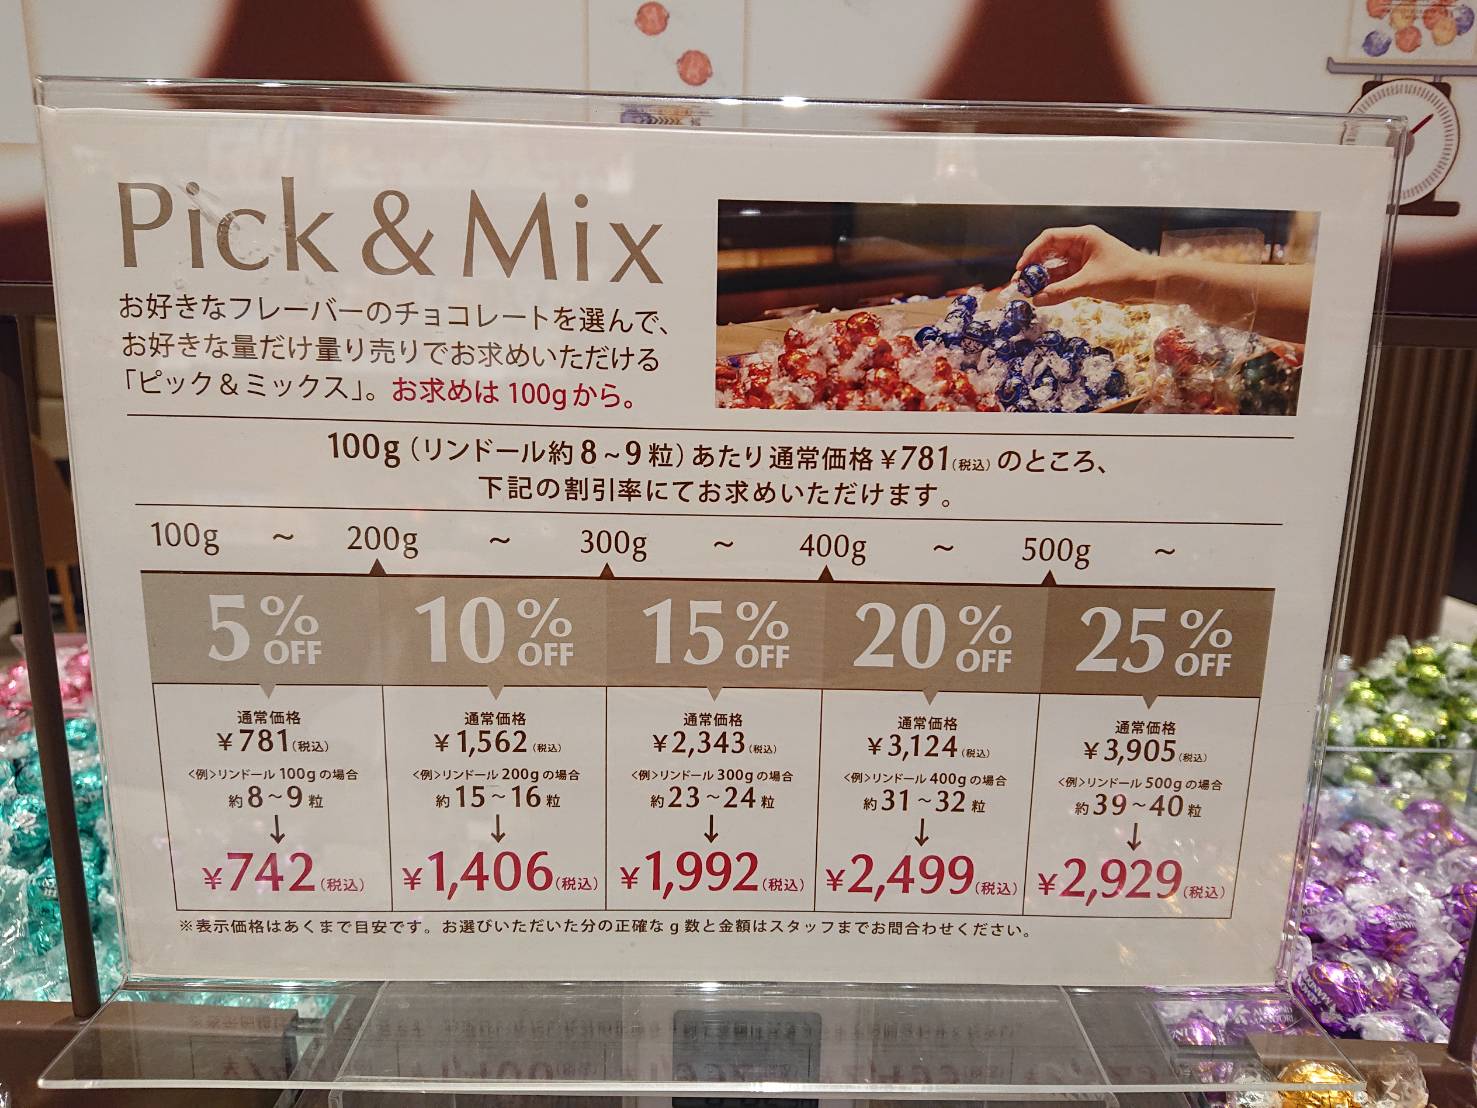 Pick & Mix
お好きなフレーバーのチョコレートを選んで、
お好きな量だけ量り売りでお求めいただける
「ピック＆ミックス」。お求めは100gから。
100g（リンドール約8~9粒）あたり通常価格¥781(税込)のところ、
下記の割引率にてお求めいただけます。
100g ~ 200g ~ 300g ~ 400g ~ 500g ~
5%OFF 10%OFF 15%OFF 20%OFF 25%OFF
通常価格 通常価格 通常価格 通常価格 通常価格
¥781(税込) ¥1,562(税込) ¥2,343(税込) ¥3,124(税込) ¥3,905(税込)
<例>リンドール100gの場合 <例>リンドール200gの場合 <例>リンドール300gの場合 <例>リンドール400gの場合 <例>リンドール500gの場合
約8~9粒 約15~16粒 約23~24粒 約31~32粒 約39~40粒
↓ ↓ ↓ ↓ ↓
¥742(税込) ¥1,406(税込) ¥1,992(税込) ¥2,499(税込) ¥2,929(税込)
※表示価格はあくまで目安です。お選びいただいた分の正確なg数と金額はスタッフまでお問合わせください。